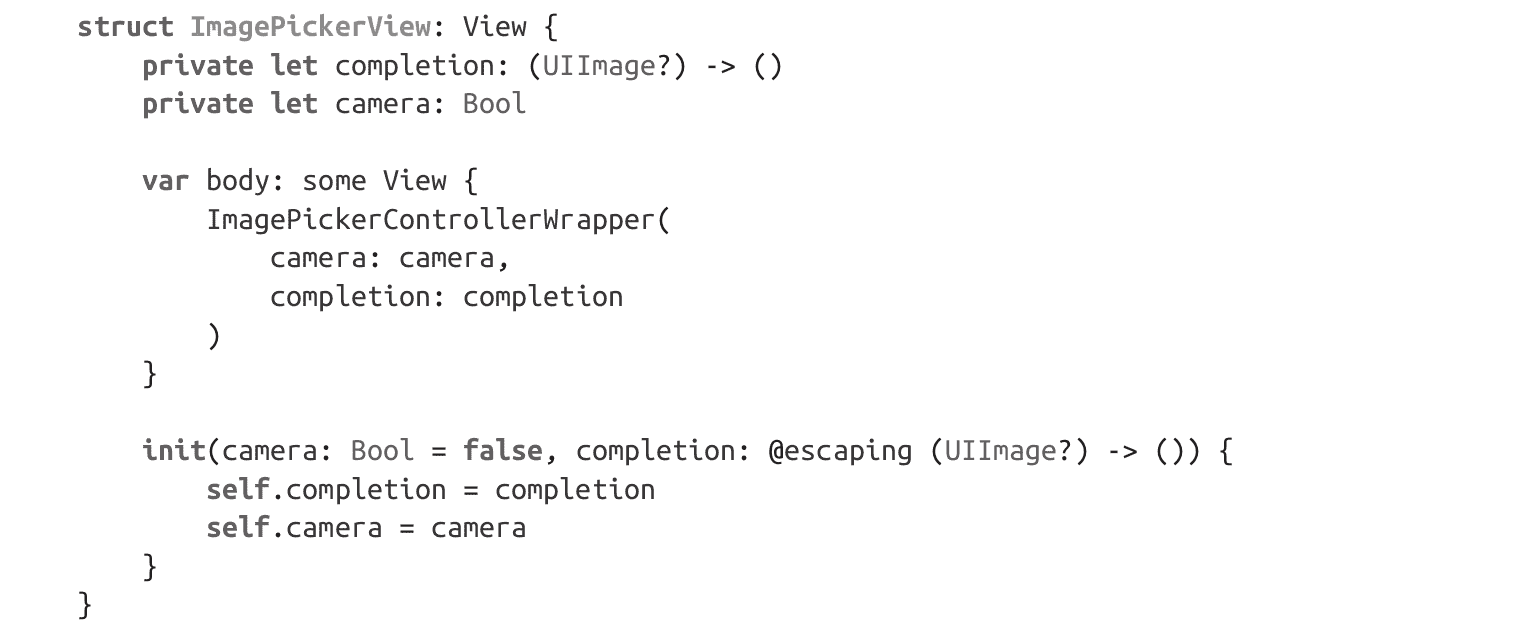 struct ImagePickerView: View {
    private let completion: (UIImage?) -> ()
    private let camera: Bool

    var body: some View {
        ImagePickerControllerWrapper(
            camera: camera,
            completion: completion
        )
    }

    init(camera: Bool = false, completion: @escaping (UIImage?) -> ()) {
        self.completion = completion
        self.camera = camera
    }
}